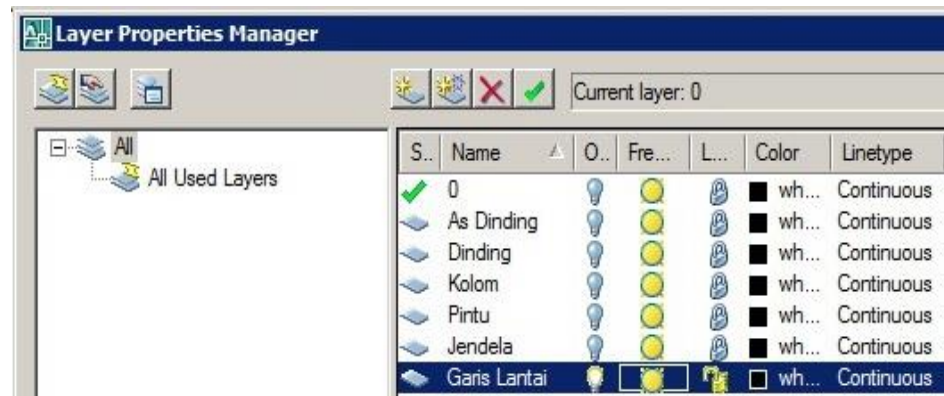 Layer Properties Manager
Current layer: 0
All
All Used Layers
S.. Name O.. Fre... L... Color Linetype
0 wh... Continuous
As Dinding wh... Continuous
Dinding wh... Continuous
Kolom wh... Continuous
Pintu wh... Continuous
Jendela wh... Continuous
Garis Lantai wh... Continuous